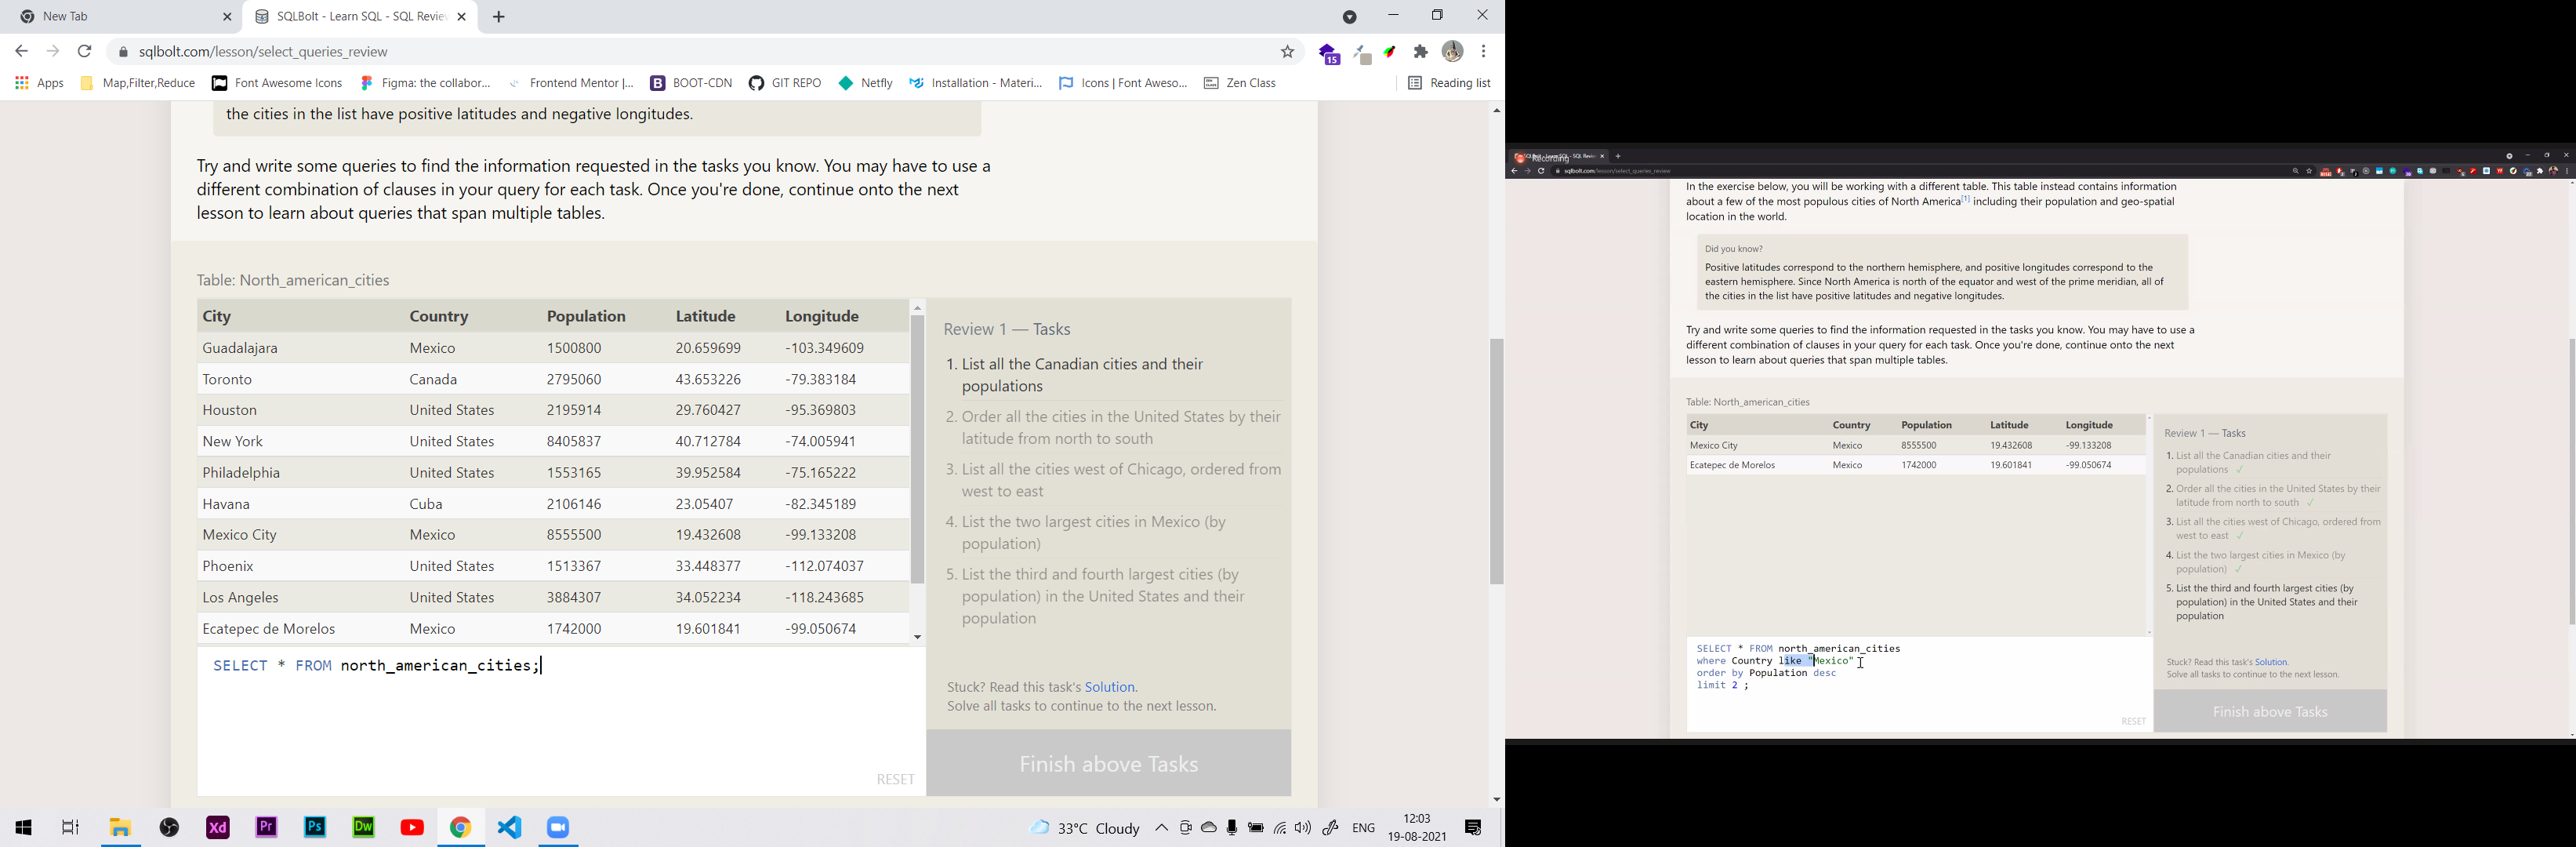 New Tab
SQLBolt - Learn SQL - SQL Revie
sqlbolt.com/lesson/select_queries_review
15
Apps
Map,Filter,Reduce
Font Awesome Icons
Figma: the collabor...
Frontend Mentor |...
BOOT-CDN
GIT REPO
Netfly
Installation - Materi...
Icons | Font Aweso...
Zen Class
Reading list
the cities in the list have positive latitudes and negative longitudes.
Try and write some queries to find the information requested in the tasks you know. You may have to use a
different combination of clauses in your query for each task. Once you're done, continue onto the next
lesson to learn about queries that span multiple tables.
Table: North_american_cities
City Country Population Latitude Longitude
Guadalajara Mexico 1500800 20.659699 -103.349609
Toronto Canada 2795060 43.653226 -79.383184
Houston United States 2195914 29.760427 -95.369803
New York United States 8405837 40.712784 -74.005941
Philadelphia United States 1553165 39.952584 -75.165222
Havana Cuba 2106146 23.05407 -82.345189
Mexico City Mexico 8555500 19.432608 -99.133208
Phoenix United States 1513367 33.448377 -112.074037
Los Angeles United States 3884307 34.052234 -118.243685
Ecatepec de Morelos Mexico 1742000 19.601841 -99.050674
Review 1 — Tasks
1. List all the Canadian cities and their
populations
2. Order all the cities in the United States by their
latitude from north to south
3. List all the cities west of Chicago, ordered from
west to east
4. List the two largest cities in Mexico (by
population)
5. List the third and fourth largest cities (by
population) in the United States and their
population
SELECT * FROM north_american_cities;
RESET
Stuck? Read this task's Solution.
Solve all tasks to continue to the next lesson.
Finish above Tasks
Xd
Pr
Ps
Dw
33°C Cloudy
ENG
12:03
19-08-2021
Recording
sqlbolt.com/lesson/select_queries_review
In the exercise below, you will be working with a different table. This table instead contains information
about a few of the most populous cities of North America[1] including their population and geo-spatial
location in the world.
Did you know?
Positive latitudes correspond to the northern hemisphere, and positive longitudes correspond to the
eastern hemisphere. Since North America is north of the equator and west of the prime meridian, all of
the cities in the list have positive latitudes and negative longitudes.
Try and write some queries to find the information requested in the tasks you know. You may have to use a
different combination of clauses in your query for each task. Once you're done, continue onto the next
lesson to learn about queries that span multiple tables.
Table: North_american_cities
City Country Population Latitude Longitude
Mexico City Mexico 8555500 19.432608 -99.133208
Ecatepec de Morelos Mexico 1742000 19.601841 -99.050674
Review 1 — Tasks
1. List all the Canadian cities and their
populations ✓
2. Order all the cities in the United States by their
latitude from north to south ✓
3. List all the cities west of Chicago, ordered from
west to east ✓
4. List the two largest cities in Mexico (by
population) ✓
5. List the third and fourth largest cities (by
population) in the United States and their
population
SELECT * FROM north_american_cities
where Country like "Mexico"
order by Population desc
limit 2 ;
RESET
Stuck? Read this task's Solution.
Solve all tasks to continue to the next lesson.
Finish above Tasks